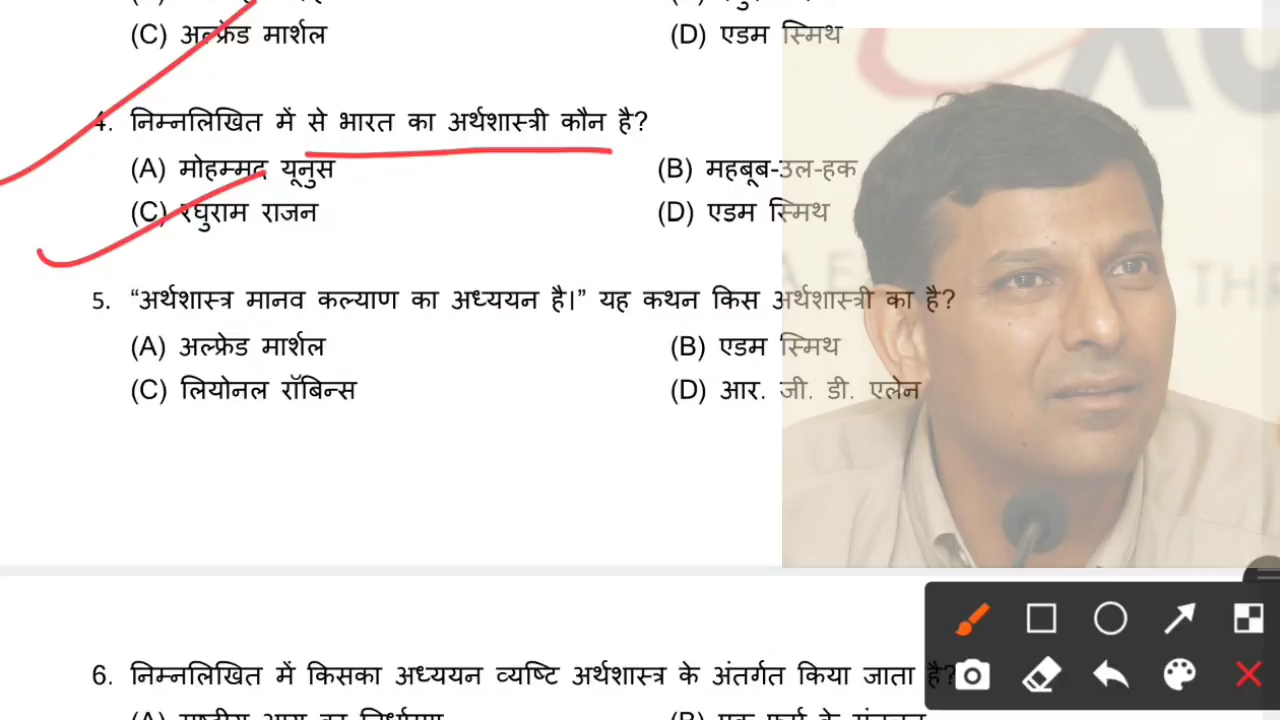 (C) अल्फ्रेड मार्शल (D) एडम स्मिथ
4. निम्नलिखित में से भारत का अर्थशास्त्री कौन है?
(A) मोहम्मद यूनुस (B) महबूब-उल-हक
(C) रघुराम राजन (D) एडम स्मिथ
5. “अर्थशास्त्र मानव कल्याण का अध्ययन है।” यह कथन किस अर्थशास्त्री का है?
(A) अल्फ्रेड मार्शल (B) एडम स्मिथ
(C) लियोनल रॉबिन्स (D) आर. जी. डी. एलेन
6. निम्नलिखित में किसका अध्ययन व्यष्टि अर्थशास्त्र के अंतर्गत किया जाता है?